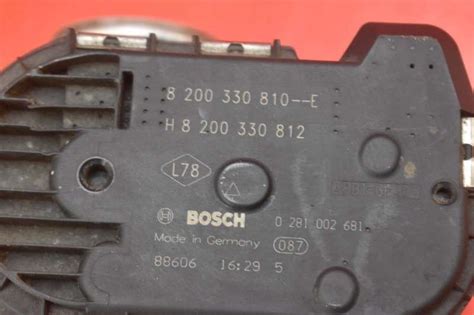 8 200 330 810--E
H 8 200 330 812
L78
BOSCH 0 281 002 681
Made in Germany 087
88606 16:29 5